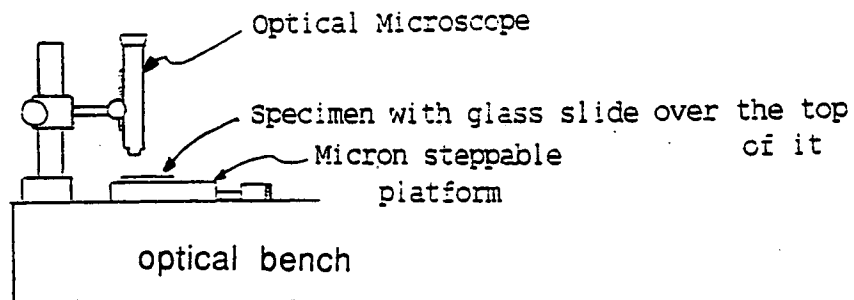 Optical Microscope
Specimen with glass slide over the top
of it
Micron steppable
platform
optical bench